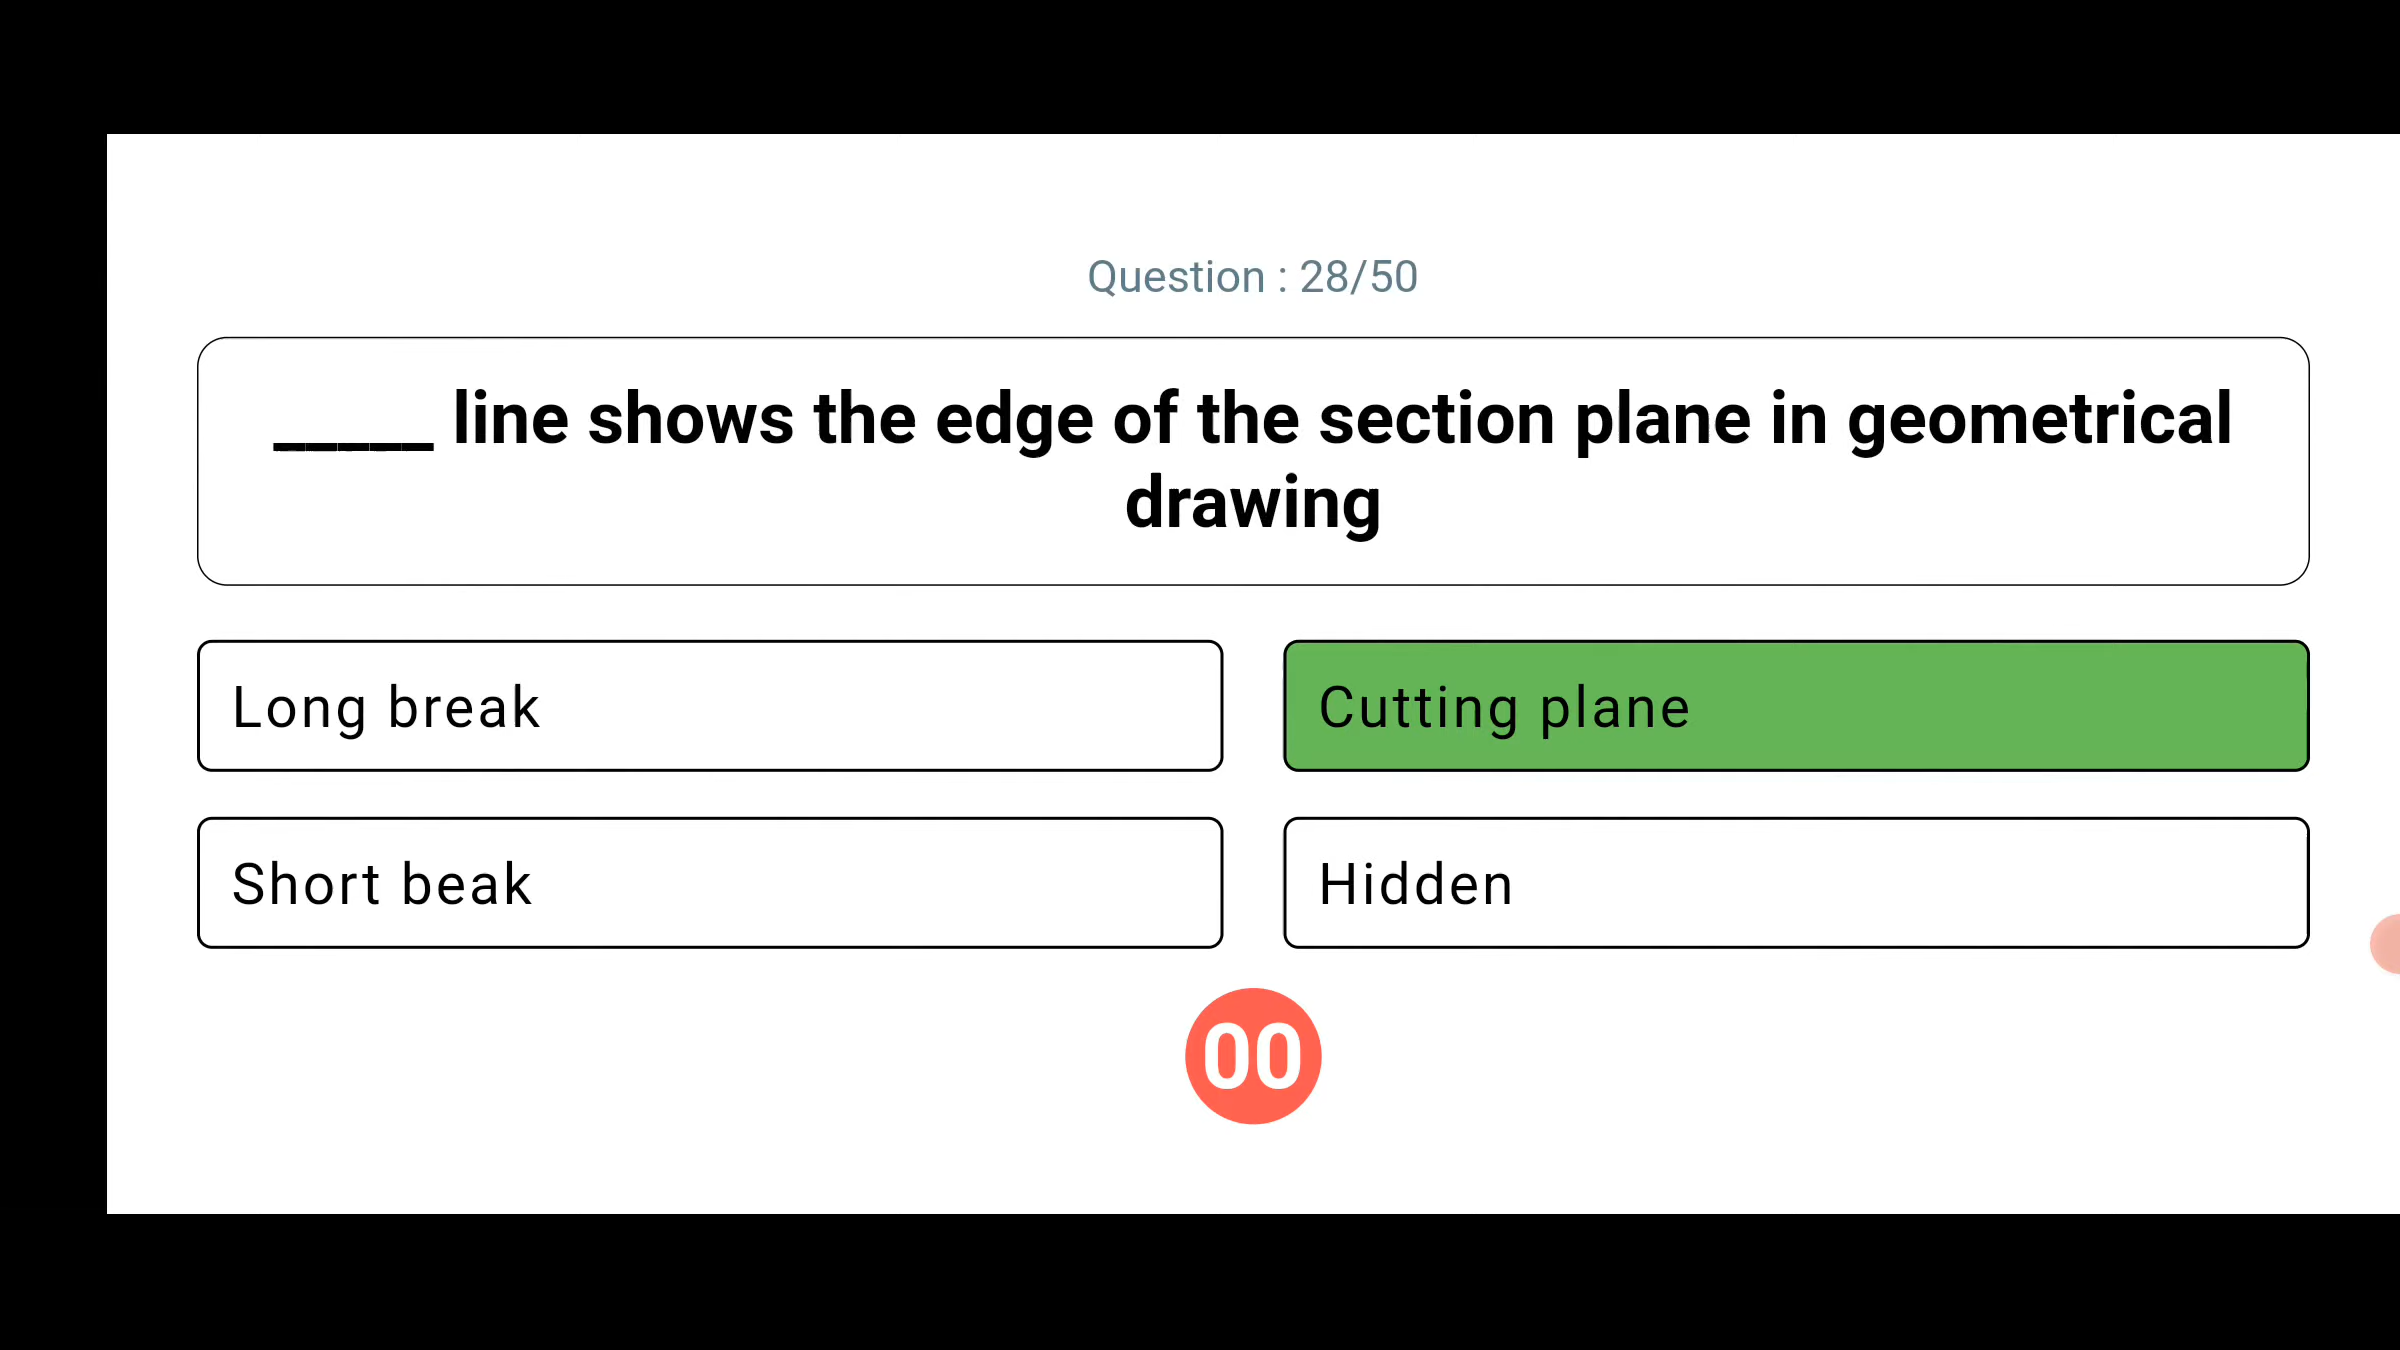 Question : 28/50
_____ line shows the edge of the section plane in geometrical
drawing
Long break
Cutting plane
Short beak
Hidden
00